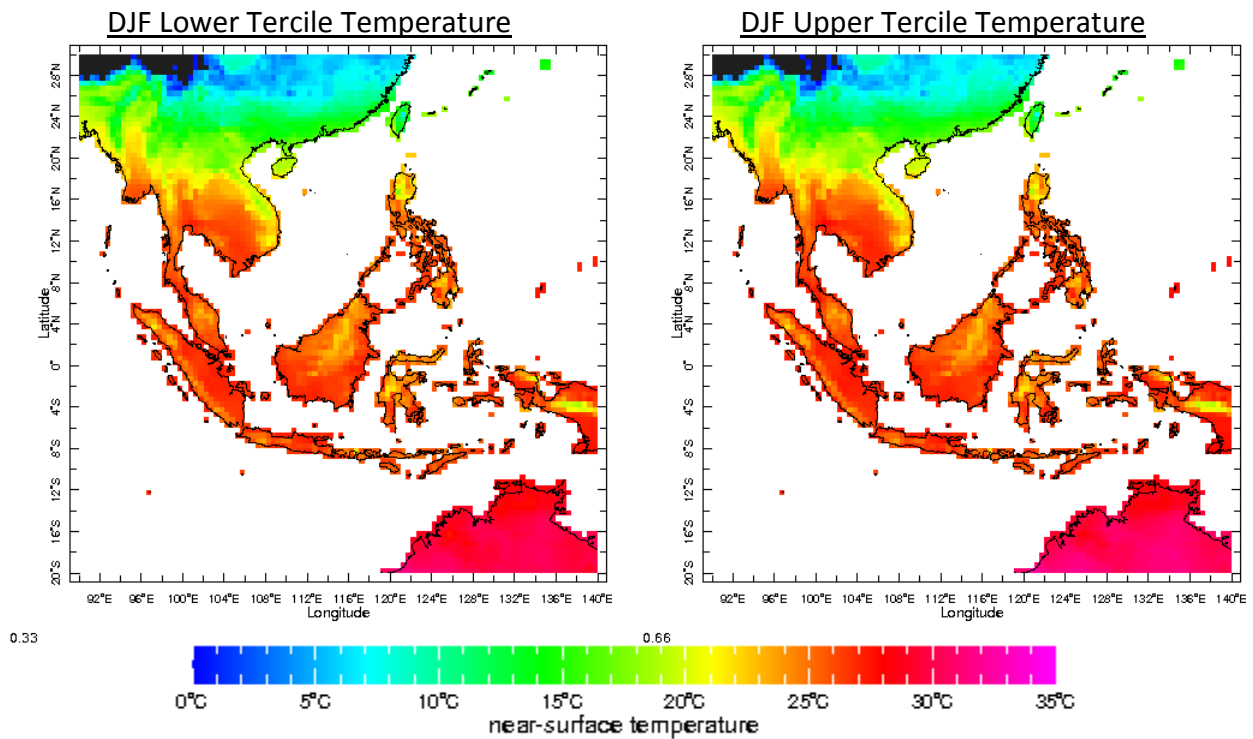 DJF Lower Tercile Temperature
DJF Upper Tercile Temperature
28°N
24°N
20°N
16°N
12°N
8°N
4°N
0°
4°S
8°S
12°S
16°S
20°S
Latitude
92°E 96°E 100°E 104°E 108°E 112°E 116°E 120°E 124°E 128°E 132°E 136°E 140°E
Longitude
28°N
24°N
20°N
16°N
12°N
8°N
4°N
0°
4°S
8°S
12°S
16°S
20°S
Latitude
92°E 96°E 100°E 104°E 108°E 112°E 116°E 120°E 124°E 128°E 132°E 136°E 140°E
Longitude
0.33
0.66
0°C 5°C 10°C 15°C 20°C 25°C 30°C 35°C
near-surface temperature